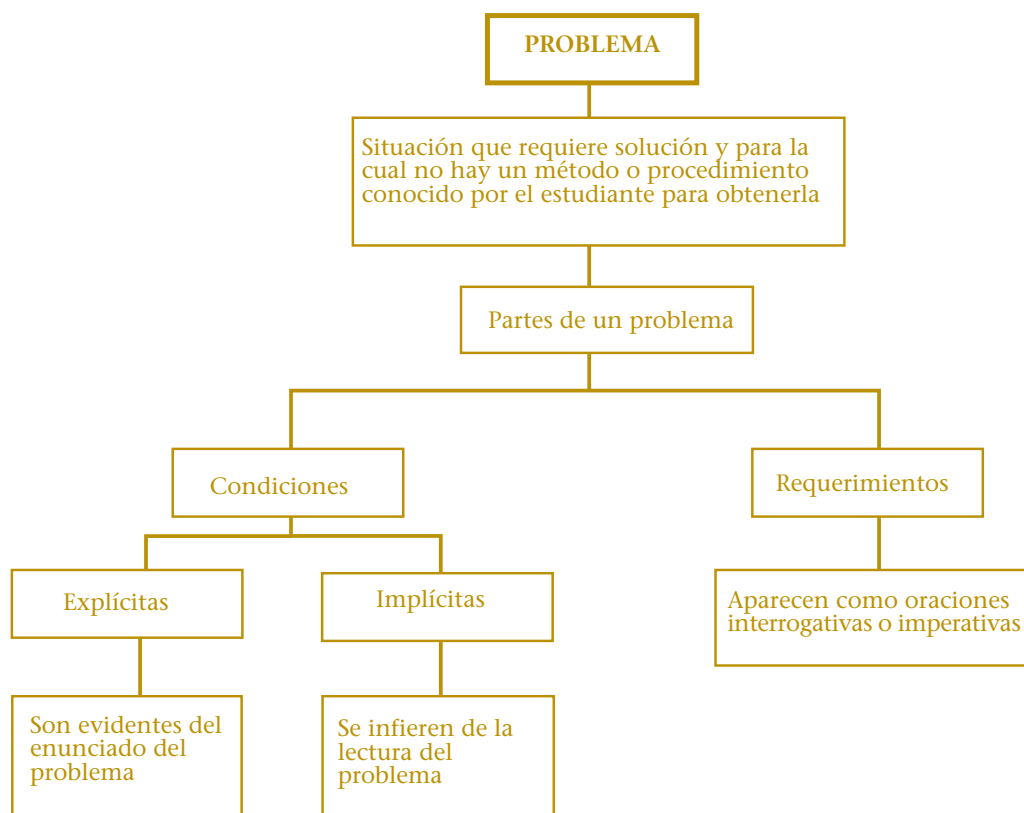 PROBLEMA
Situación que requiere solución y para la
cual no hay un método o procedimiento
conocido por el estudiante para obtenerla
Partes de un problema
Condiciones
Requerimientos
Explícitas
Implícitas
Aparecen como oraciones
interrogativas o imperativas
Son evidentes del
enunciado del
problema
Se infieren de la
lectura del
problema